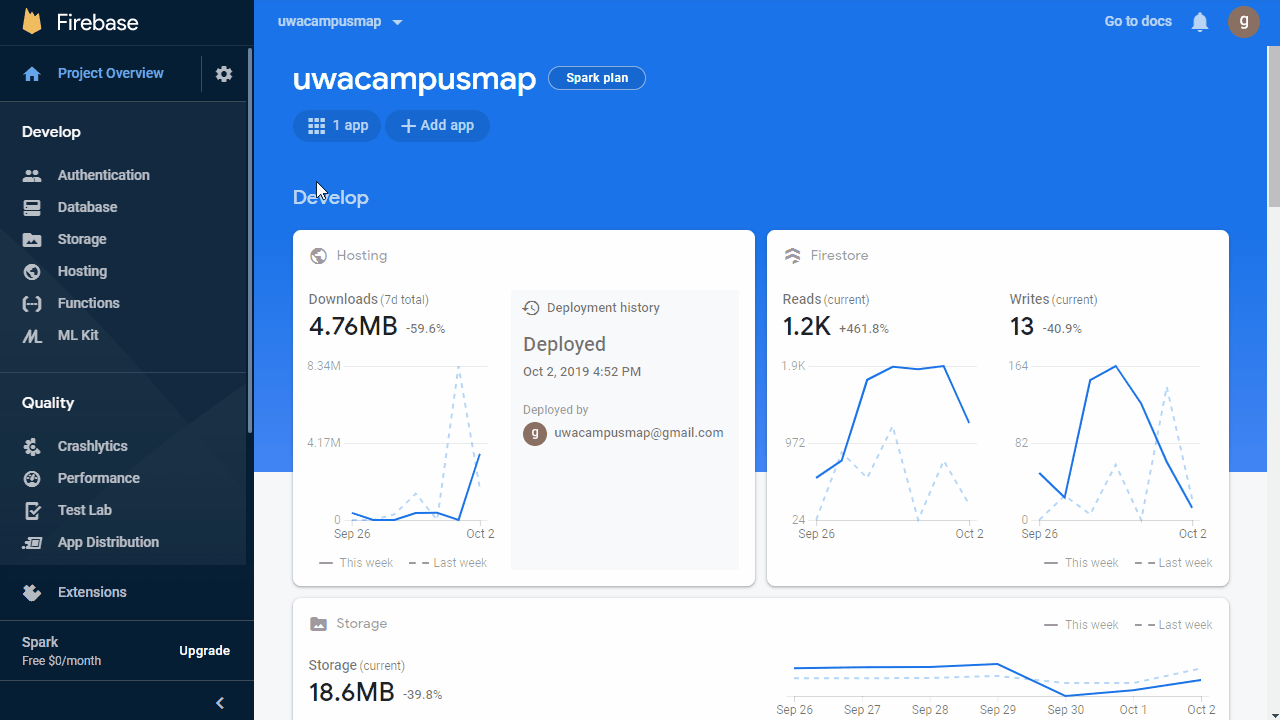 Firebase
Project Overview
Develop
Authentication
Database
Storage
Hosting
Functions
ML Kit
Quality
Crashlytics
Performance
Test Lab
App Distribution
Extensions
Spark
Free $0/month
Upgrade
uwacampusmap
Go to docs
g
uwacampusmap
Spark plan
1 app
Add app
Develop
Hosting
Downloads (7d total)
4.76MB -59.6%
8.34M
4.17M
0
Sep 26 Oct 2
This week Last week
Deployment history
Deployed
Oct 2, 2019 4:52 PM
Deployed by
g uwacampusmap@gmail.com
Firestore
Reads (current)
1.2K +461.8%
1.9K
972
24
Sep 26 Oct 2
Writes (current)
13 -40.9%
164
82
0
Sep 26 Oct 2
This week Last week
Storage
This week Last week
Storage (current)
18.6MB -39.8%
Sep 26 Sep 27 Sep 28 Sep 29 Sep 30 Oct 1 Oct 2